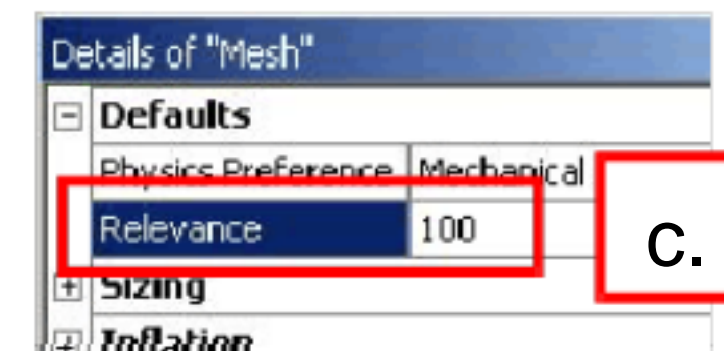 Details of "Mesh"
Defaults
Physics Preference Mechanical
Relevance 100
c.
Sizing
Inflation